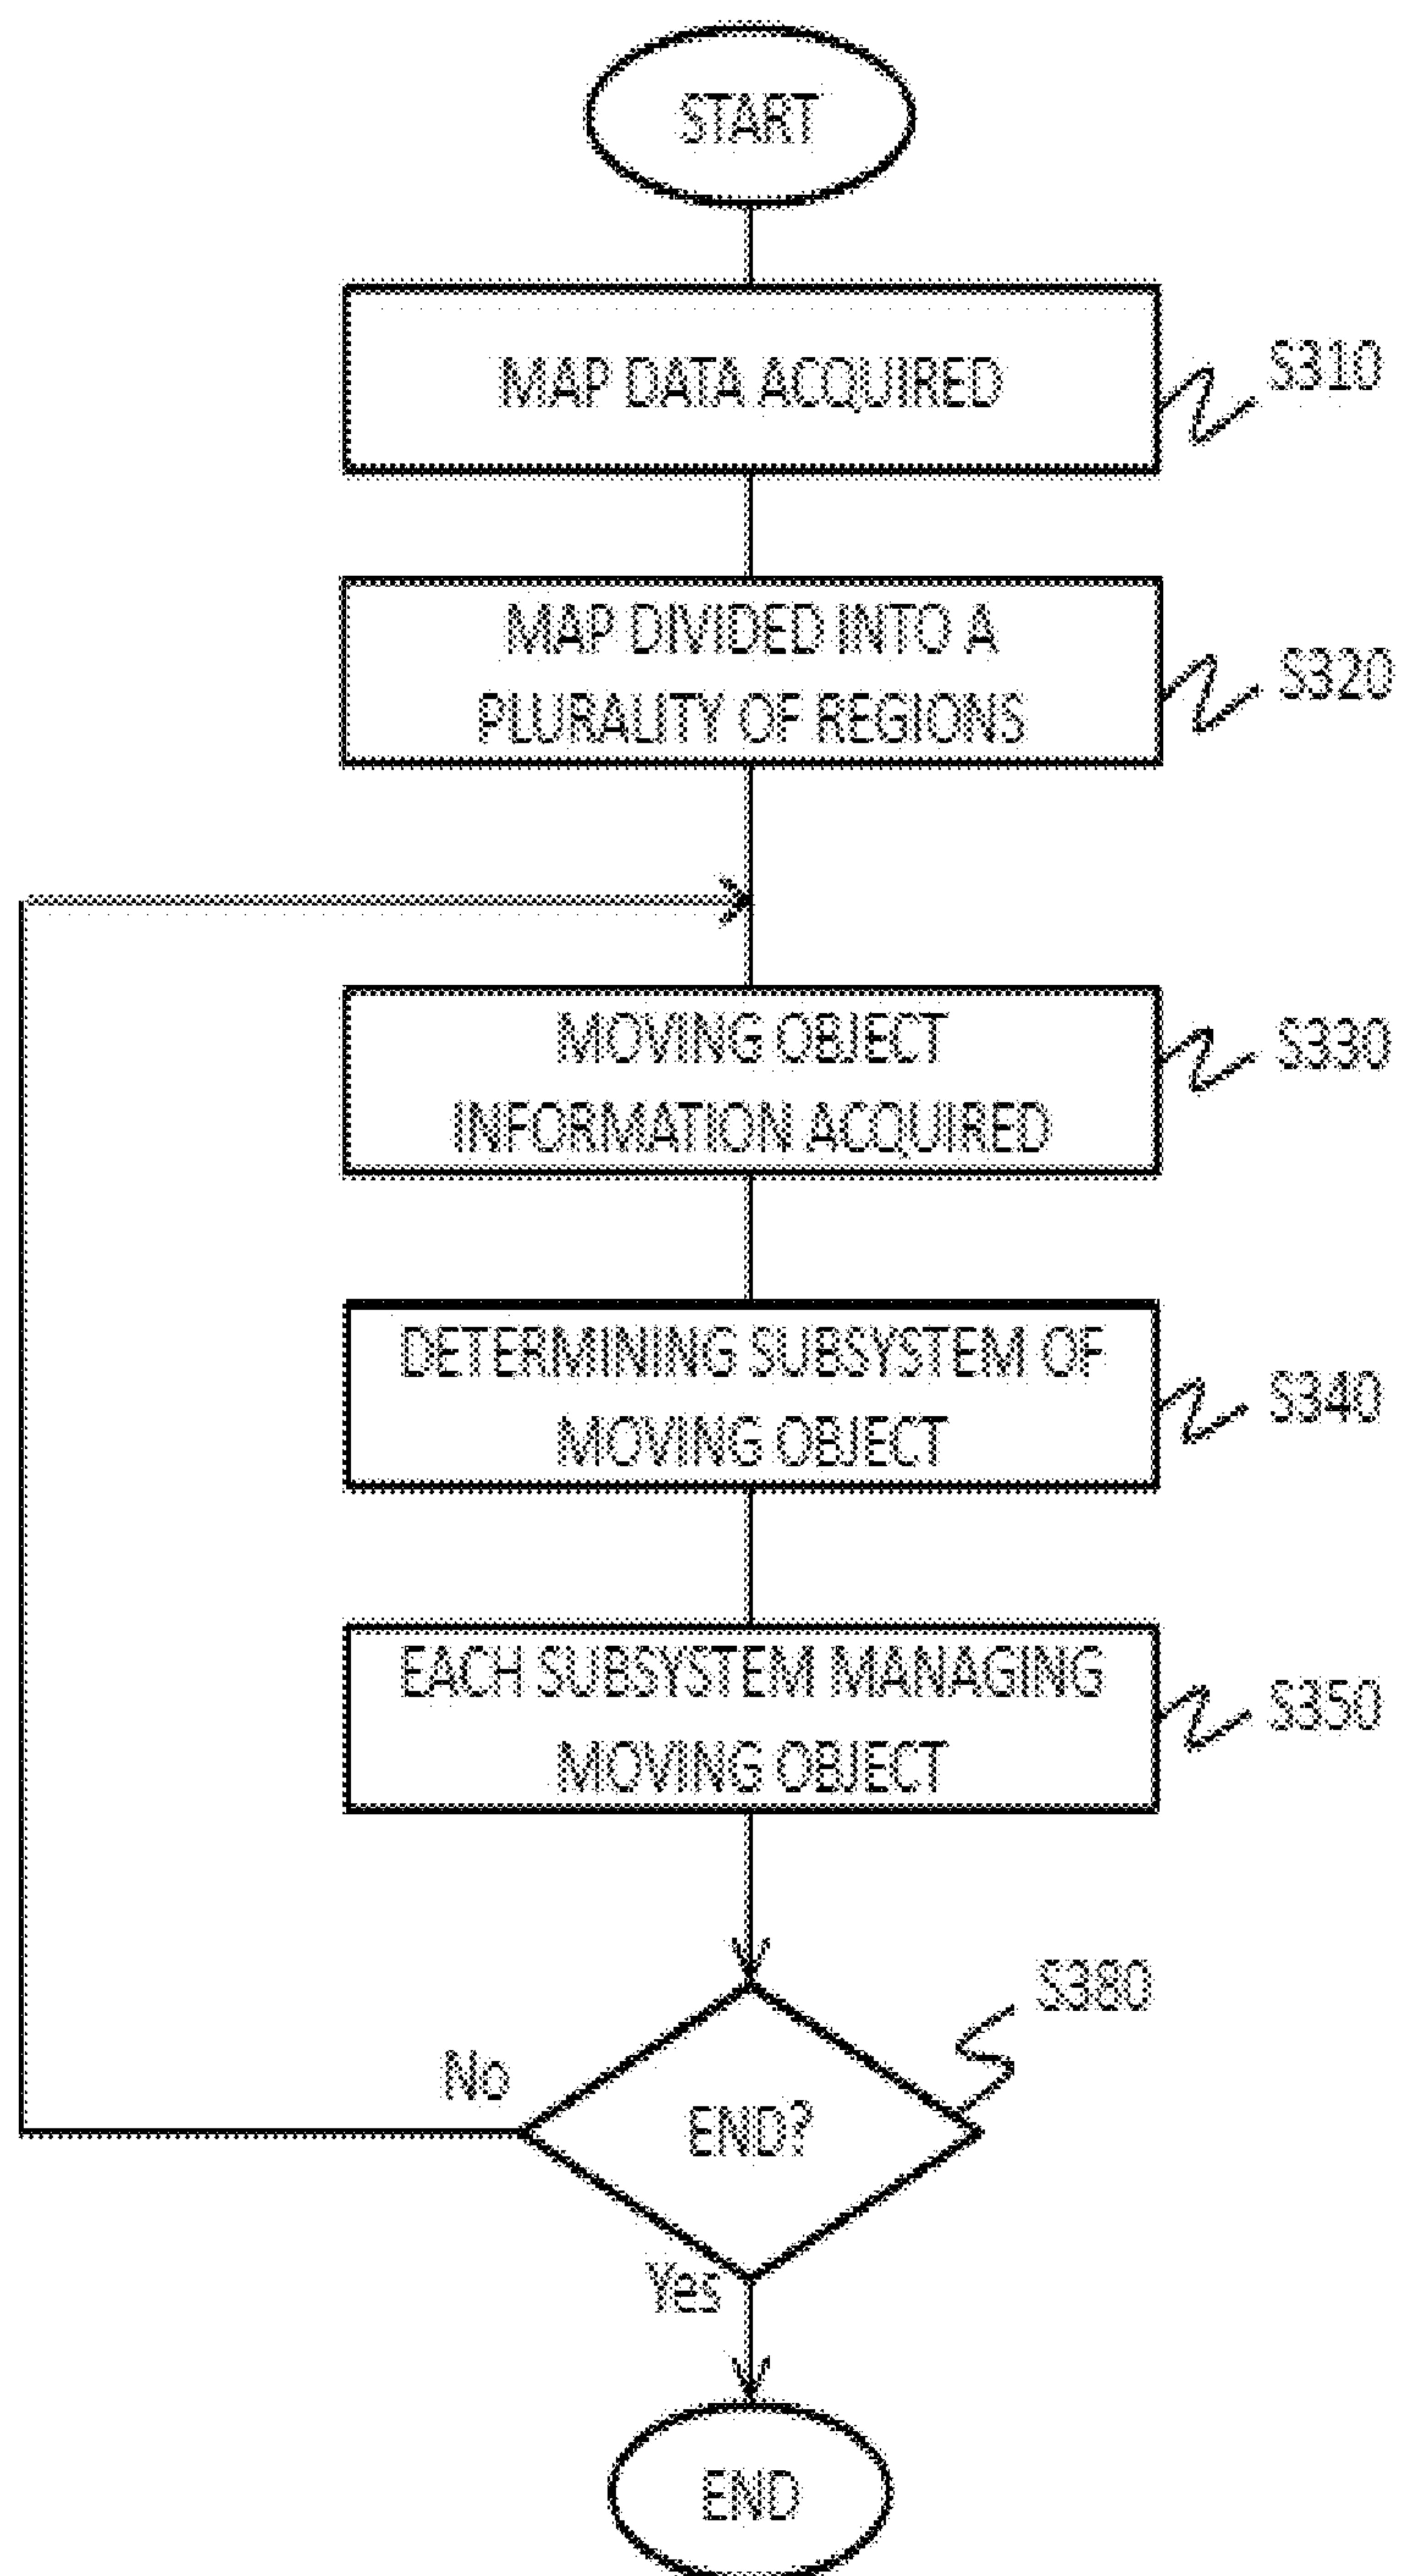 START
MAP DATA ACQUIRED
S310
MAP DIVIDED INTO A
PLURALITY OF REGIONS
S320
MOVING OBJECT
INFORMATION ACQUIRED
S330
DETERMINING SUBSYSTEM OF
MOVING OBJECT
S340
EACH SUBSYSTEM MANAGING
MOVING OBJECT
S350
S380
No
END?
Yes
END